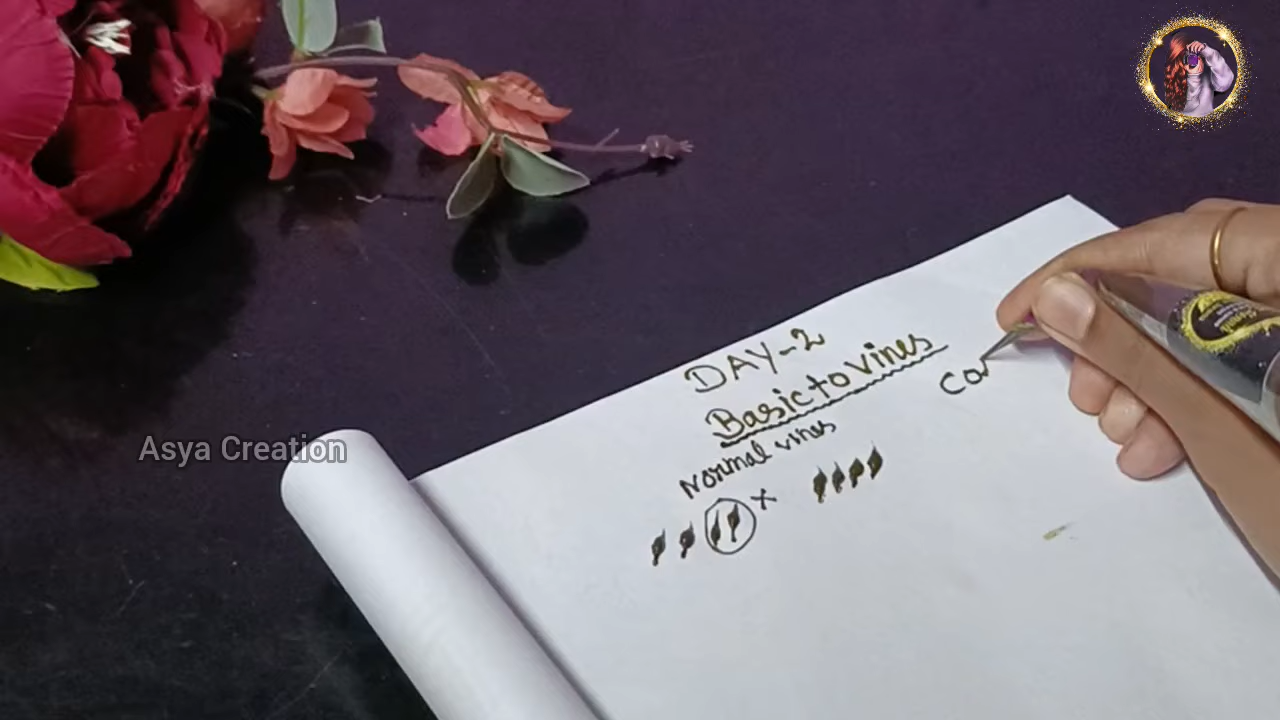 DAY-2
Basic to vines
Normal vines
x
Co
Asya Creation